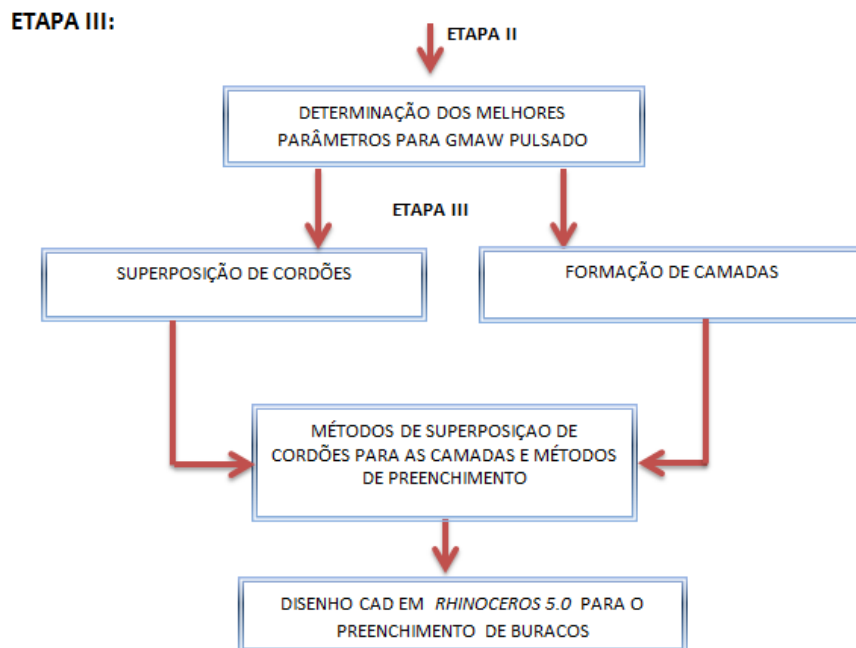 ETAPA III:
ETAPA II
DETERMINAÇÃO DOS MELHORES
PARÂMETROS PARA GMAW PULSADO
ETAPA III
SUPERPOSIÇÃO DE CORDÕES
FORMAÇÃO DE CAMADAS
MÉTODOS DE SUPERPOSIÇAO DE
CORDÕES PARA AS CAMADAS E MÉTODOS
DE PREENCHIMENTO
DISENHO CAD EM RHINOCEROS 5.0 PARA O
PREENCHIMENTO DE BURACOS